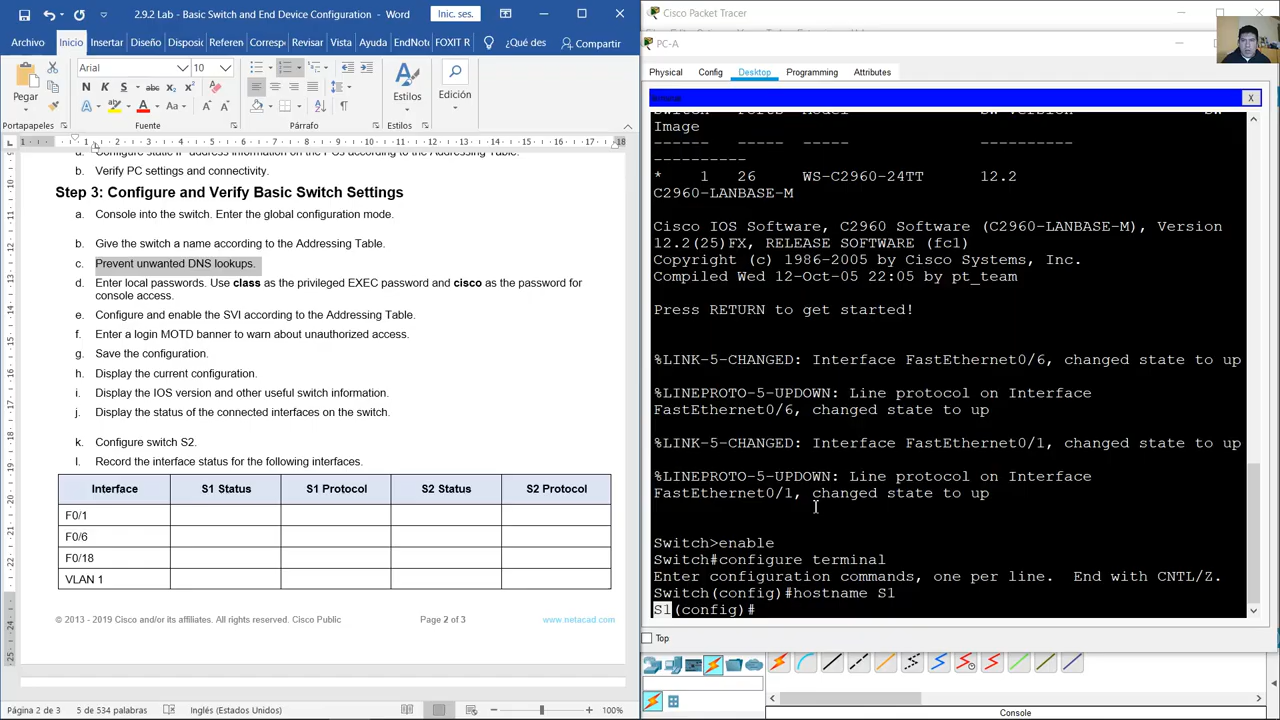 2.9.2 Lab - Basic Switch and End Device Configuration
Inic. ses.
Archivo
Inicio
Disposi
Corresp
Revisar
Vista
Ayuda
FOXIT R
¿Qué des
Compartir
Pegar
10
Aa
Estilos
Edición
Portapapeles
Fuente
Párrafo
Estilos
b. Verify PC settings and connectivity.
Step 3: Configure and Verify Basic Switch Settings
a. Console into the switch. Enter the global configuration mode.
b. Give the switch a name according to the Addressing Table.
c. Prevent unwanted DNS lookups.
d. Enter local passwords. Use class as the privileged EXEC password and cisco as the password for
console access.
e. Configure and enable the SVI according to the Addressing Table.
f. Enter a login MOTD banner to warn about unauthorized access.
g. Save the configuration.
h. Display the current configuration.
i. Display the IOS version and other useful switch information.
j. Display the status of the connected interfaces on the switch.
k. Configure switch S2.
l. Record the interface status for the following interfaces.
Interface S1 Status S1 Protocol S2 Status S2 Protocol
F0/1
F0/6
F0/18
VLAN 1
© 2013 - 2019 Cisco and/or its affiliates. All rights reserved. Cisco Public Page 2 of 3 www.netacad.com
Página 2 de 3 5 de 534 palabras Inglés (Estados Unidos) 100%
Cisco Packet Tracer
PC-A
Physical Config Desktop Programming Attributes
X
Image
------ ----- ----- ----------
----------
* 1 26 WS-C2960-24TT 12.2
C2960-LANBASE-M
Cisco IOS Software, C2960 Software (C2960-LANBASE-M), Version
12.2(25)FX, RELEASE SOFTWARE (fc1)
Copyright (c) 1986-2005 by Cisco Systems, Inc.
Compiled Wed 12-Oct-05 22:05 by pt_team
Press RETURN to get started!
%LINK-5-CHANGED: Interface FastEthernet0/6, changed state to up
%LINEPROTO-5-UPDOWN: Line protocol on Interface
FastEthernet0/6, changed state to up
%LINK-5-CHANGED: Interface FastEthernet0/1, changed state to up
%LINEPROTO-5-UPDOWN: Line protocol on Interface
FastEthernet0/1, changed state to up
Switch>enable
Switch#configure terminal
Enter configuration commands, one per line. End with CNTL/Z.
Switch(config)#hostname S1
S1(config)#
Top
Console